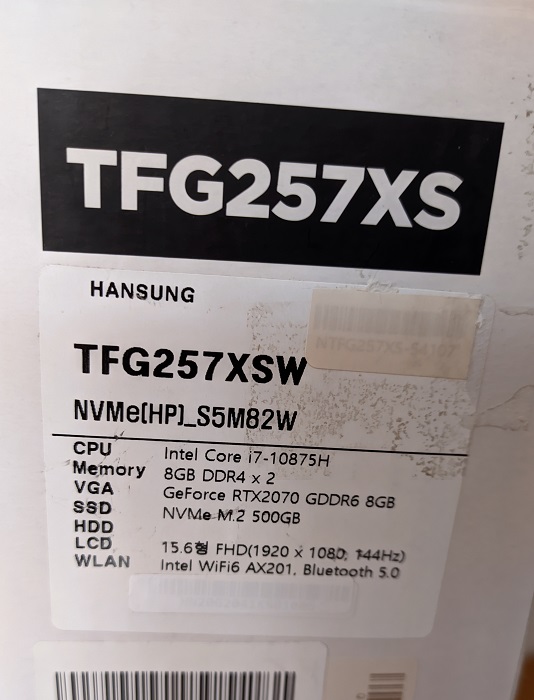 TFG257XS
HANSUNG
TFG257XSW
NVMe(HP)_S5M82W
CPU Intel Core i7-10875H
Memory 8GB DDR4 x 2
VGA GeForce RTX2070 GDDR6 8GB
SSD NVMe M.2 500GB
HDD
LCD 15.6형 FHD(1920 x 1080, 144Hz)
WLAN Intel WiFi6 AX201, Bluetooth 5.0